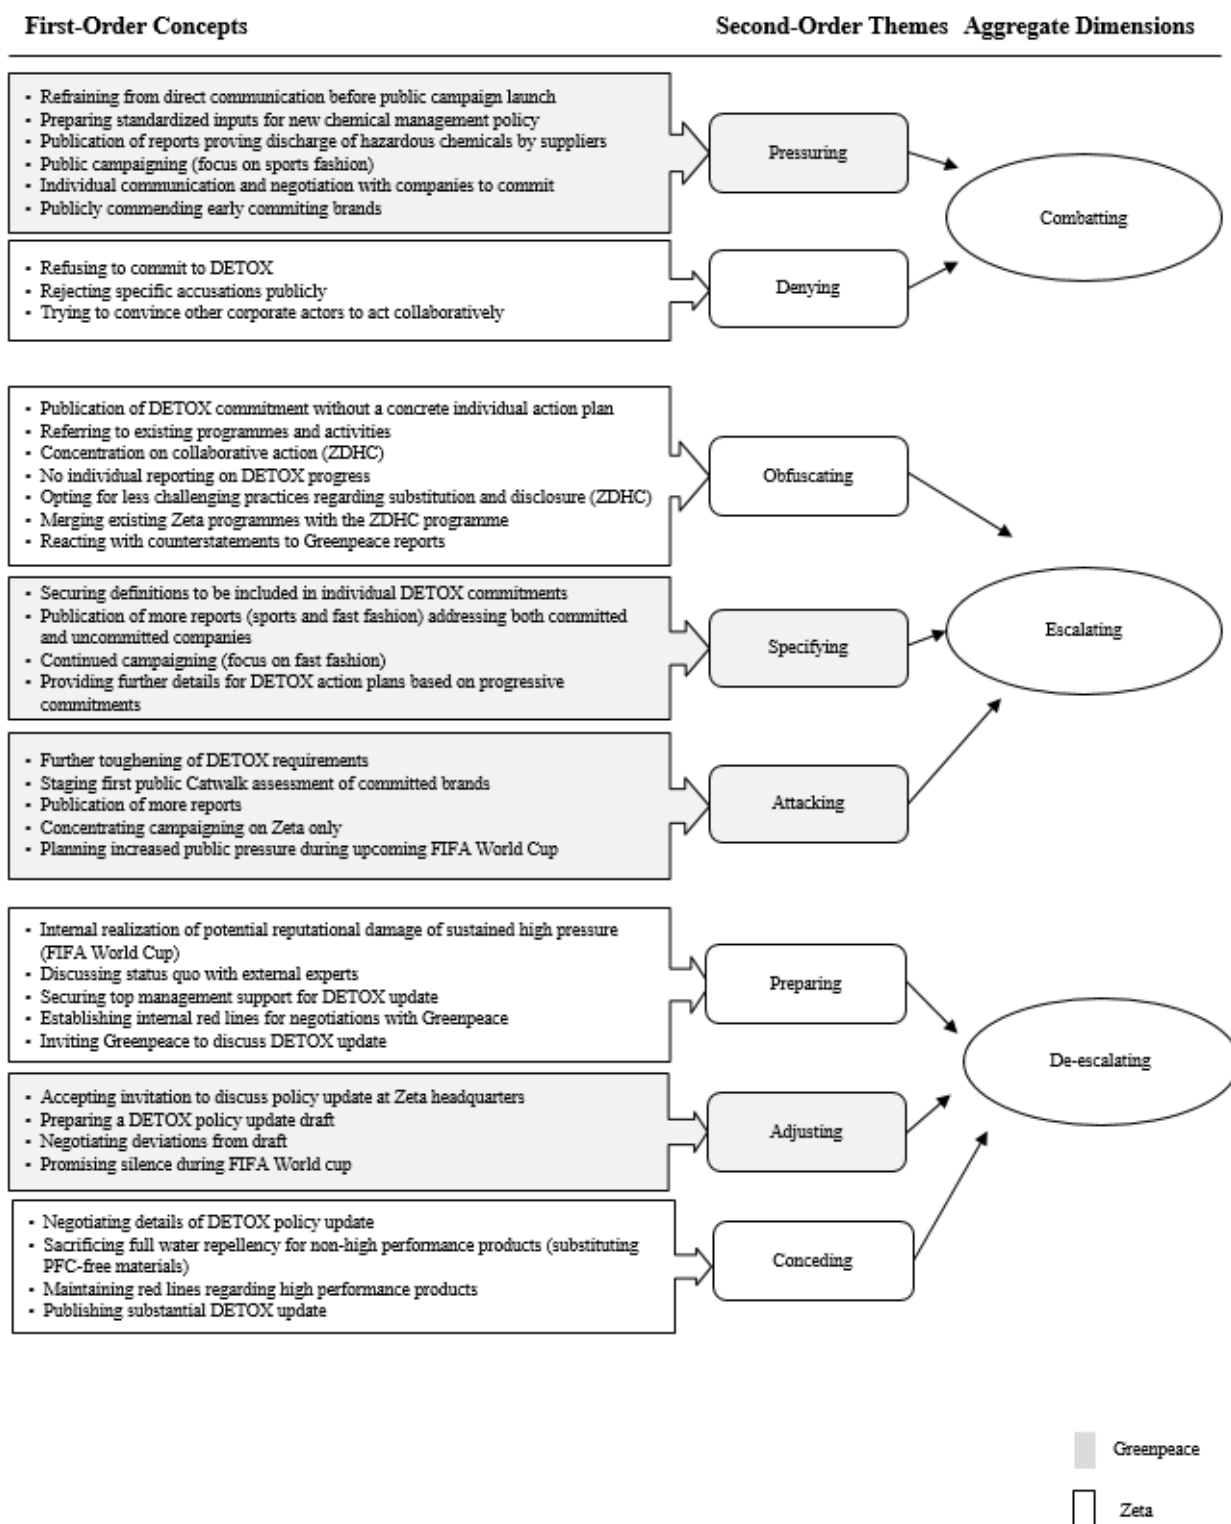 First-Order Concepts Second-Order Themes Aggregate Dimensions
▪ Refraining from direct communication before public campaign launch
▪ Preparing standardized inputs for new chemical management policy
▪ Publication of reports proving discharge of hazardous chemicals by suppliers
▪ Public campaigning (focus on sports fashion)
▪ Individual communication and negotiation with companies to commit
▪ Publicly commending early commiting brands
Pressuring
▪ Refusing to commit to DETOX
▪ Rejecting specific accusations publicly
▪ Trying to convince other corporate actors to act collaboratively
Denying
Combatting
▪ Publication of DETOX commitment without a concrete individual action plan
▪ Referring to existing programmes and activities
▪ Concentration on collaborative action (ZDHC)
▪ No individual reporting on DETOX progress
▪ Opting for less challenging practices regarding substitution and disclosure (ZDHC)
▪ Merging existing Zeta programmes with the ZDHC programme
▪ Reacting with counterstatements to Greenpeace reports
Obfuscating
▪ Securing definitions to be included in individual DETOX commitments
▪ Publication of more reports (sports and fast fashion) addressing both committed
and uncommitted companies
▪ Continued campaigning (focus on fast fashion)
▪ Providing further details for DETOX action plans based on progressive
commitments
Specifying
Escalating
▪ Further toughening of DETOX requirements
▪ Staging first public Catwalk assessment of committed brands
▪ Publication of more reports
▪ Concentrating campaigning on Zeta only
▪ Planning increased public pressure during upcoming FIFA World Cup
Attacking
▪ Internal realization of potential reputational damage of sustained high pressure
(FIFA World Cup)
▪ Discussing status quo with external experts
▪ Securing top management support for DETOX update
▪ Establishing internal red lines for negotiations with Greenpeace
▪ Inviting Greenpeace to discuss DETOX update
Preparing
▪ Accepting invitation to discuss policy update at Zeta headquarters
▪ Preparing a DETOX policy update draft
▪ Negotiating deviations from draft
▪ Promising silence during FIFA World cup
Adjusting
De-escalating
▪ Negotiating details of DETOX policy update
▪ Sacrificing full water repellency for non-high performance products (substituting
PFC-free materials)
▪ Maintaining red lines regarding high performance products
▪ Publishing substantial DETOX update
Conceding
Greenpeace
Zeta